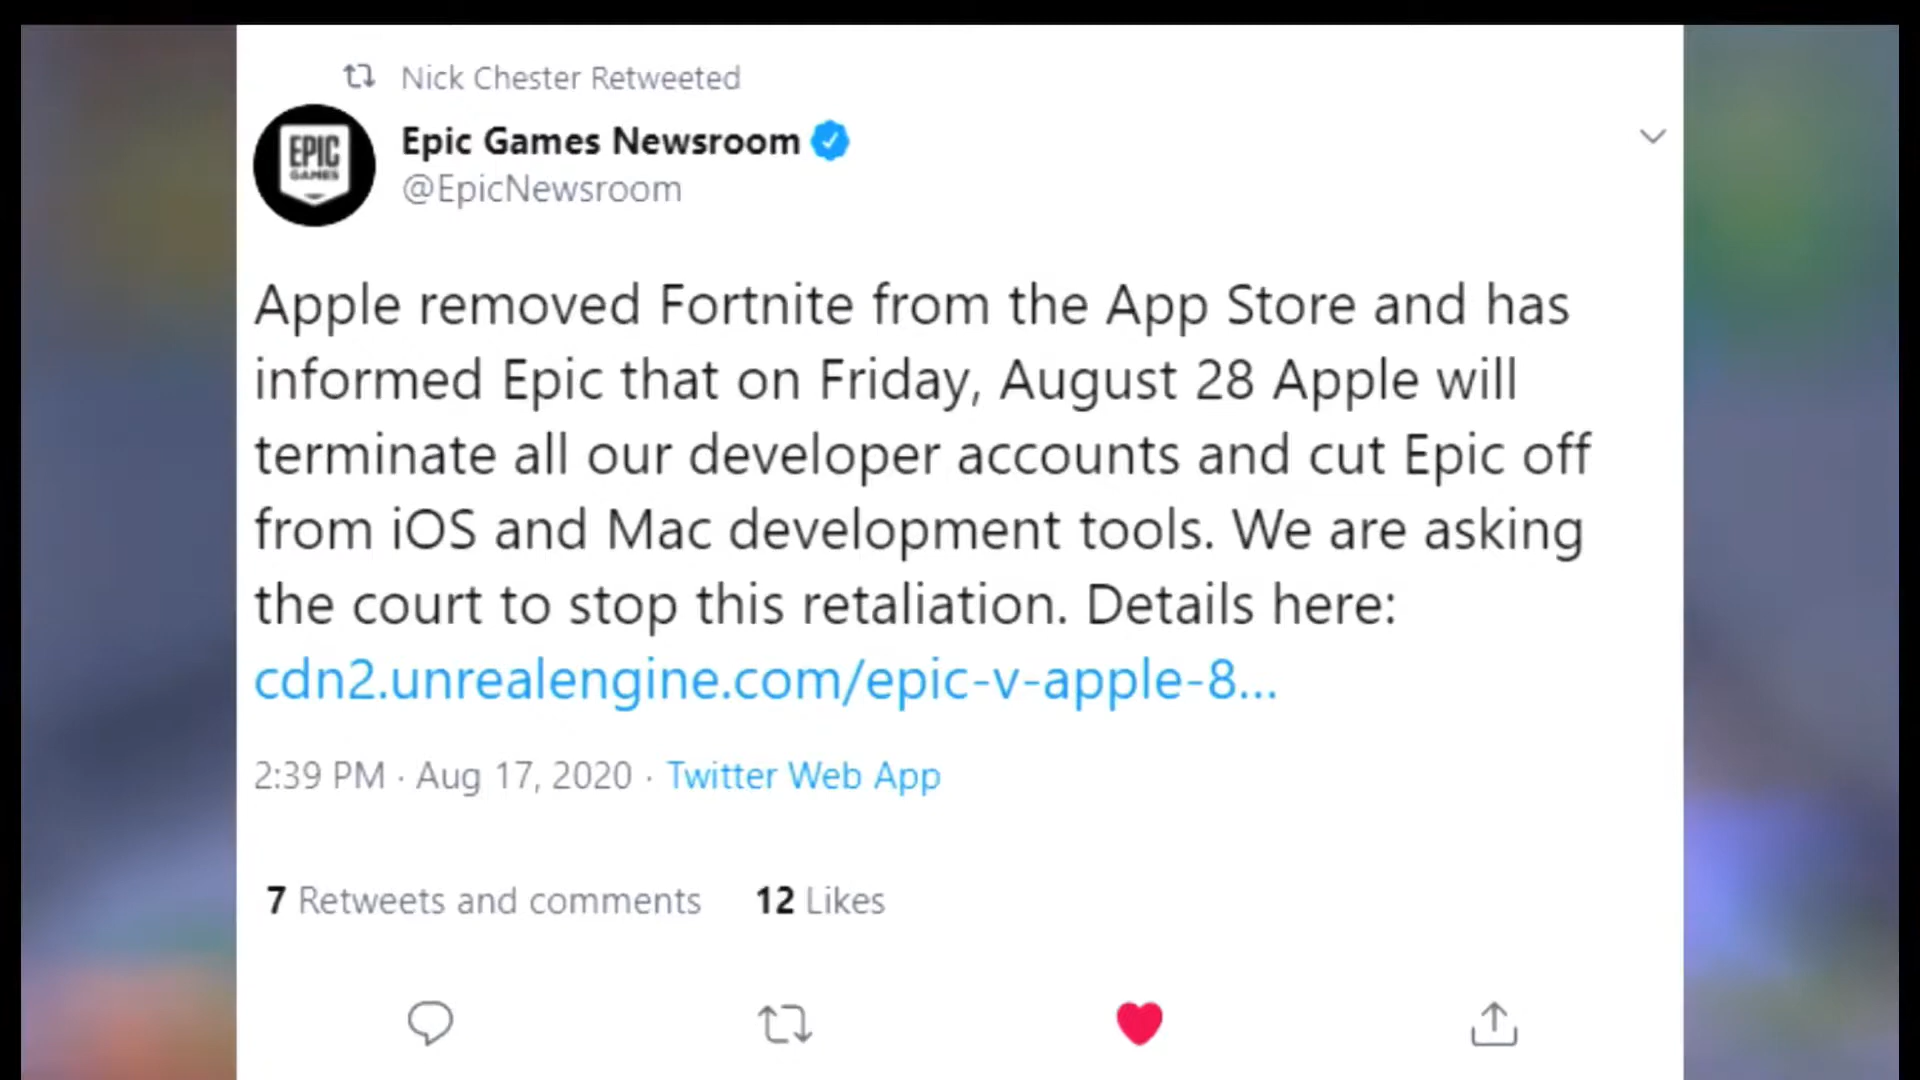 Nick Chester Retweeted
EPIC
GAMES
Epic Games Newsroom
@EpicNewsroom
Apple removed Fortnite from the App Store and has
informed Epic that on Friday, August 28 Apple will
terminate all our developer accounts and cut Epic off
from iOS and Mac development tools. We are asking
the court to stop this retaliation. Details here:
cdn2.unrealengine.com/epic-v-apple-8...
2:39 PM · Aug 17, 2020 · Twitter Web App
7 Retweets and comments 12 Likes